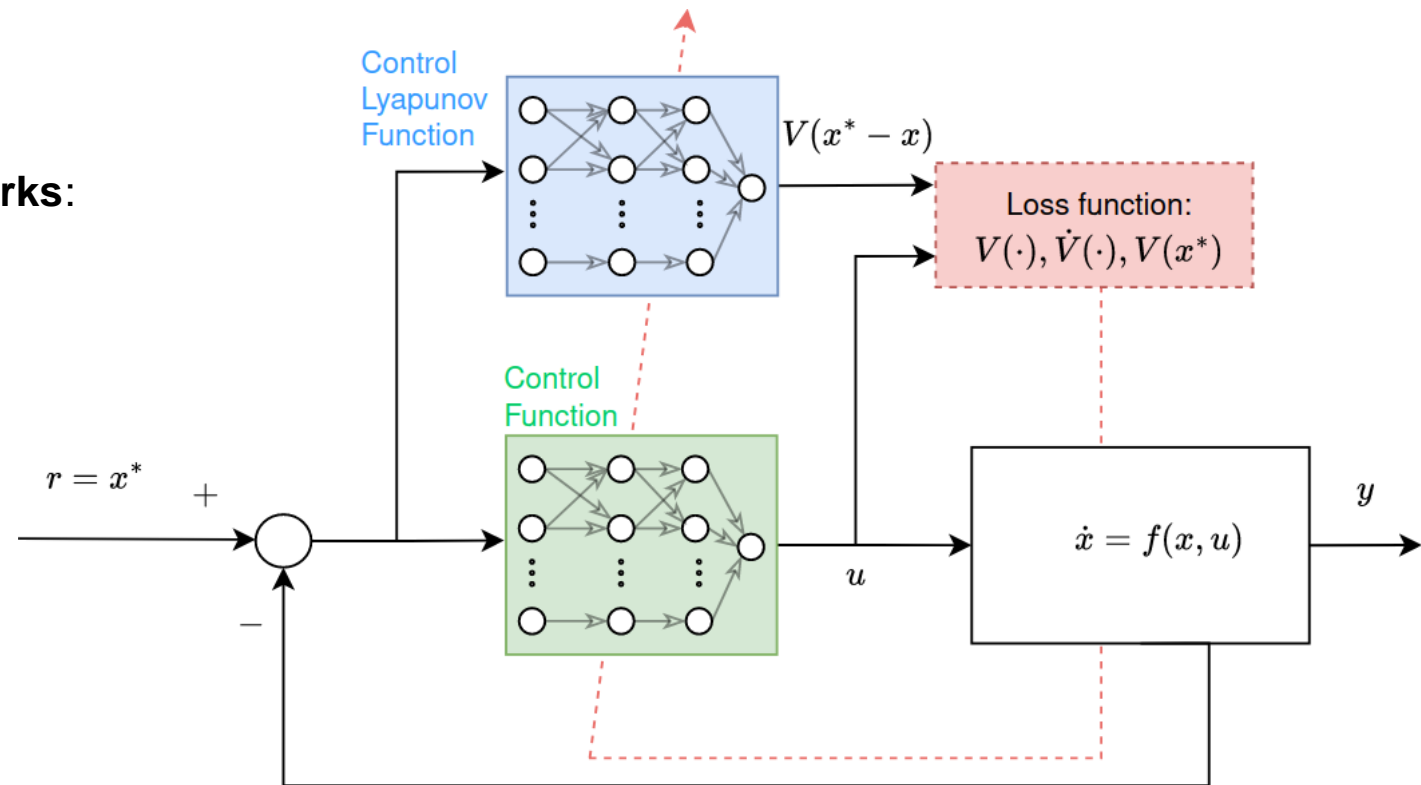 Control
Lyapunov
Function
V(x* − x)
rks:
Loss function:
V(·), V̇(·), V(x*)
Control
Function
r = x*
+
y
ẋ = f(x, u)
u
−